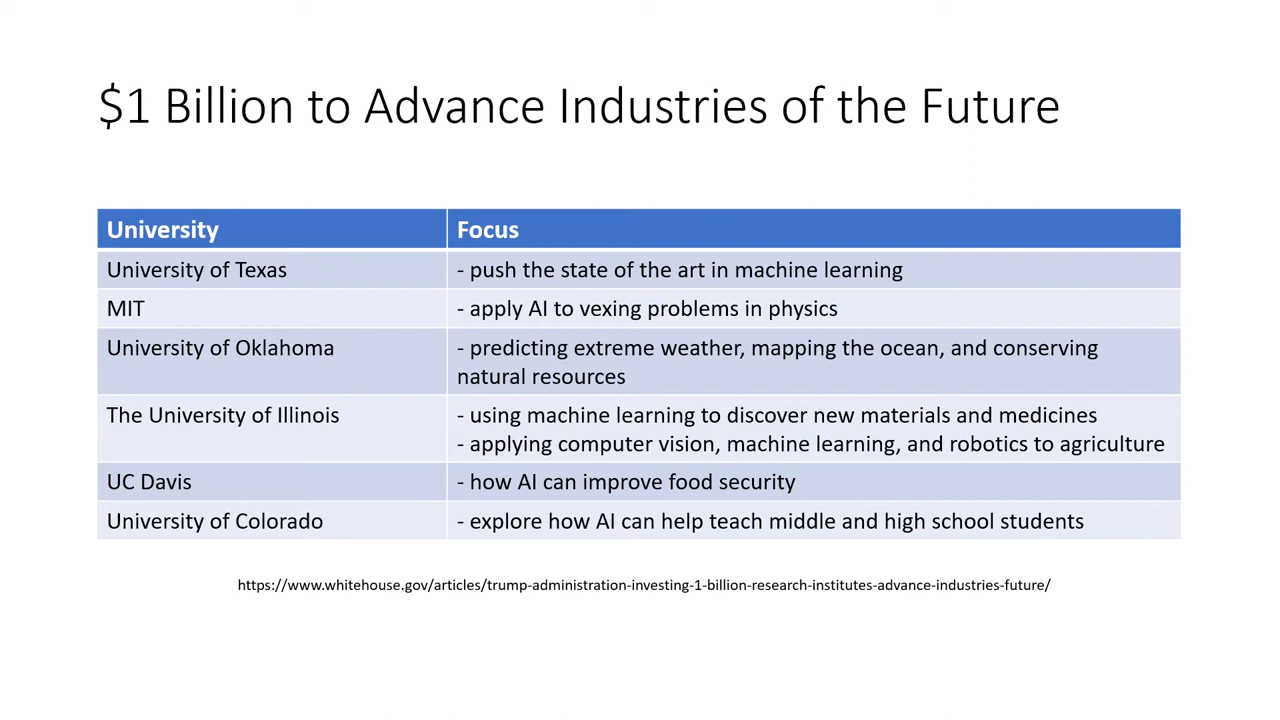 $1 Billion to Advance Industries of the Future
University Focus
University of Texas - push the state of the art in machine learning
MIT - apply AI to vexing problems in physics
University of Oklahoma - predicting extreme weather, mapping the ocean, and conserving
natural resources
The University of Illinois - using machine learning to discover new materials and medicines
- applying computer vision, machine learning, and robotics to agriculture
UC Davis - how AI can improve food security
University of Colorado - explore how AI can help teach middle and high school students
https://www.whitehouse.gov/articles/trump-administration-investing-1-billion-research-institutes-advance-industries-future/